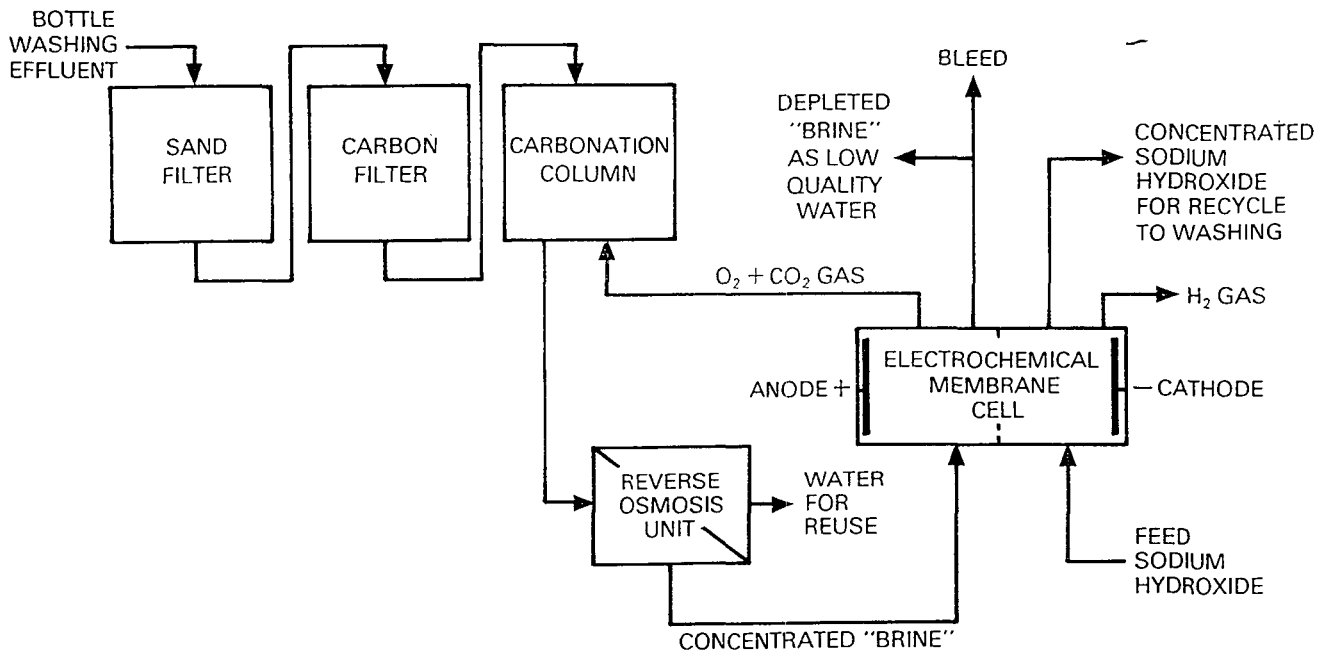 BOTTLE
WASHING
EFFLUENT
SAND
FILTER
CARBON
FILTER
CARBONATION
COLUMN
BLEED
DEPLETED
"BRINE"
AS LOW
QUALITY
WATER
CONCENTRATED
SODIUM
HYDROXIDE
FOR RECYCLE
TO WASHING
O₂ + CO₂ GAS
H₂ GAS
ANODE +
ELECTROCHEMICAL
MEMBRANE
CELL
— CATHODE
REVERSE
OSMOSIS
UNIT
WATER
FOR
REUSE
FEED
SODIUM
HYDROXIDE
CONCENTRATED "BRINE"